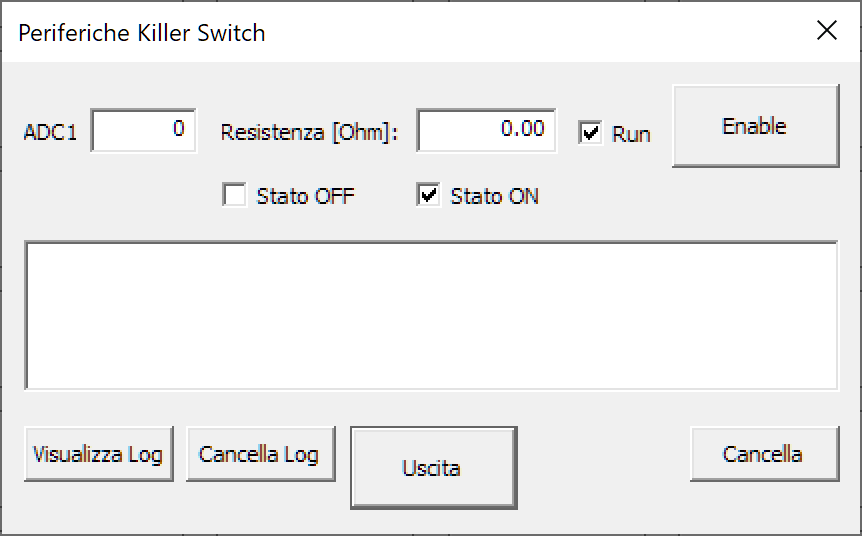 Periferiche Killer Switch
ADC1 0 Resistenza [Ohm]: 0.00 Run Enable
Stato OFF Stato ON
Visualizza Log Cancella Log Uscita Cancella